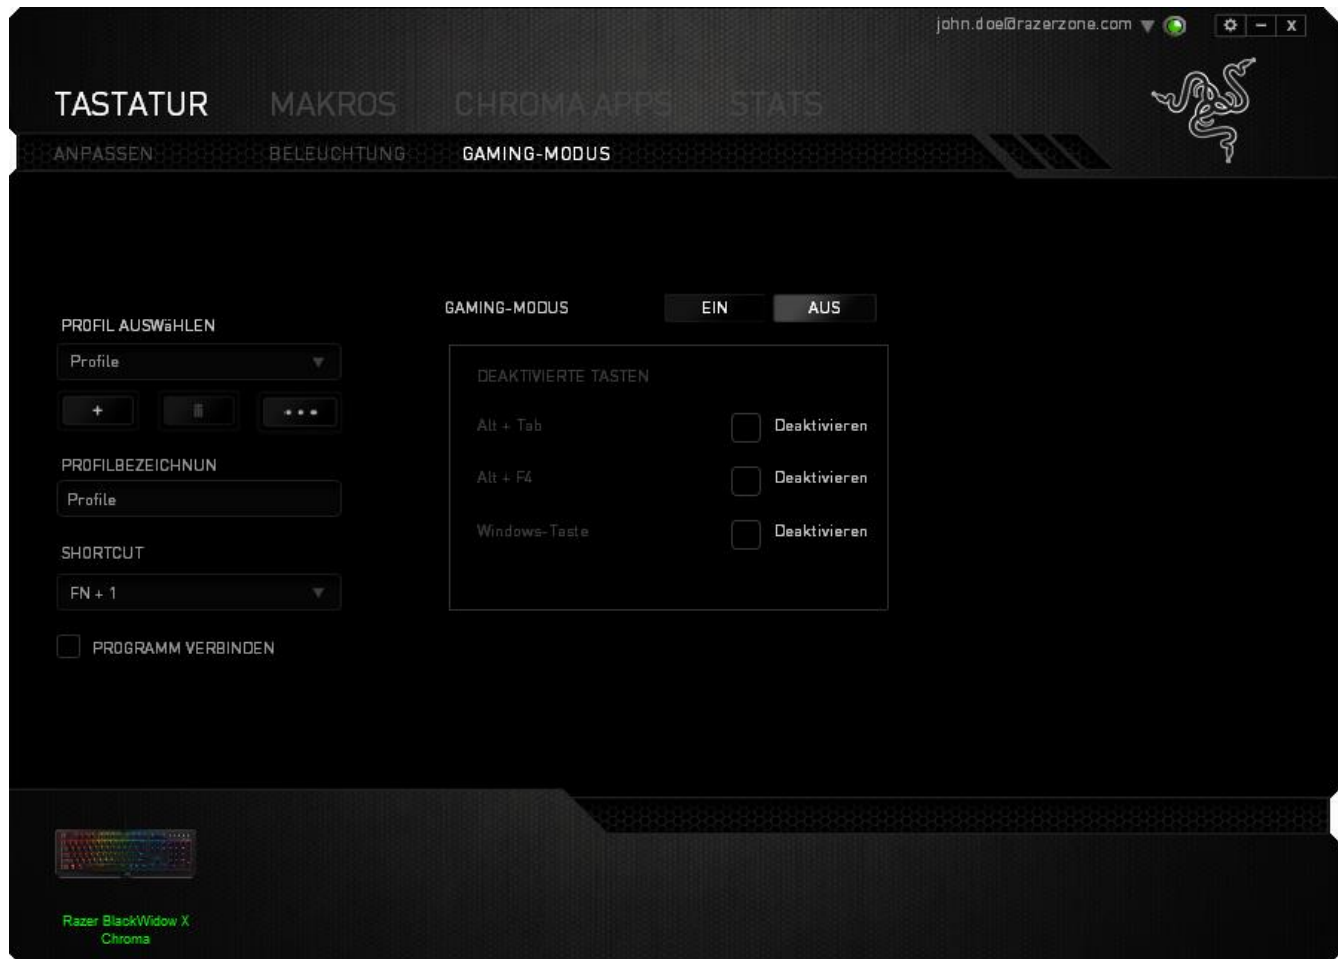 john.doe@razerzone.com
X
TASTATUR MAKROS CHROMA APPS STATS
ANPASSEN BELEUCHTUNG GAMING-MODUS
GAMING-MODUS EIN AUS
PROFIL AUSWäHLEN
Profile
DEAKTIVIERTE TASTEN
+
Alt + Tab Deaktivieren
PROFILBEZEICHNUN
Alt + F4 Deaktivieren
Profile
Windows-Taste Deaktivieren
SHORTCUT
FN + 1
PROGRAMM VERBINDEN
Razer BlackWidow X
Chroma